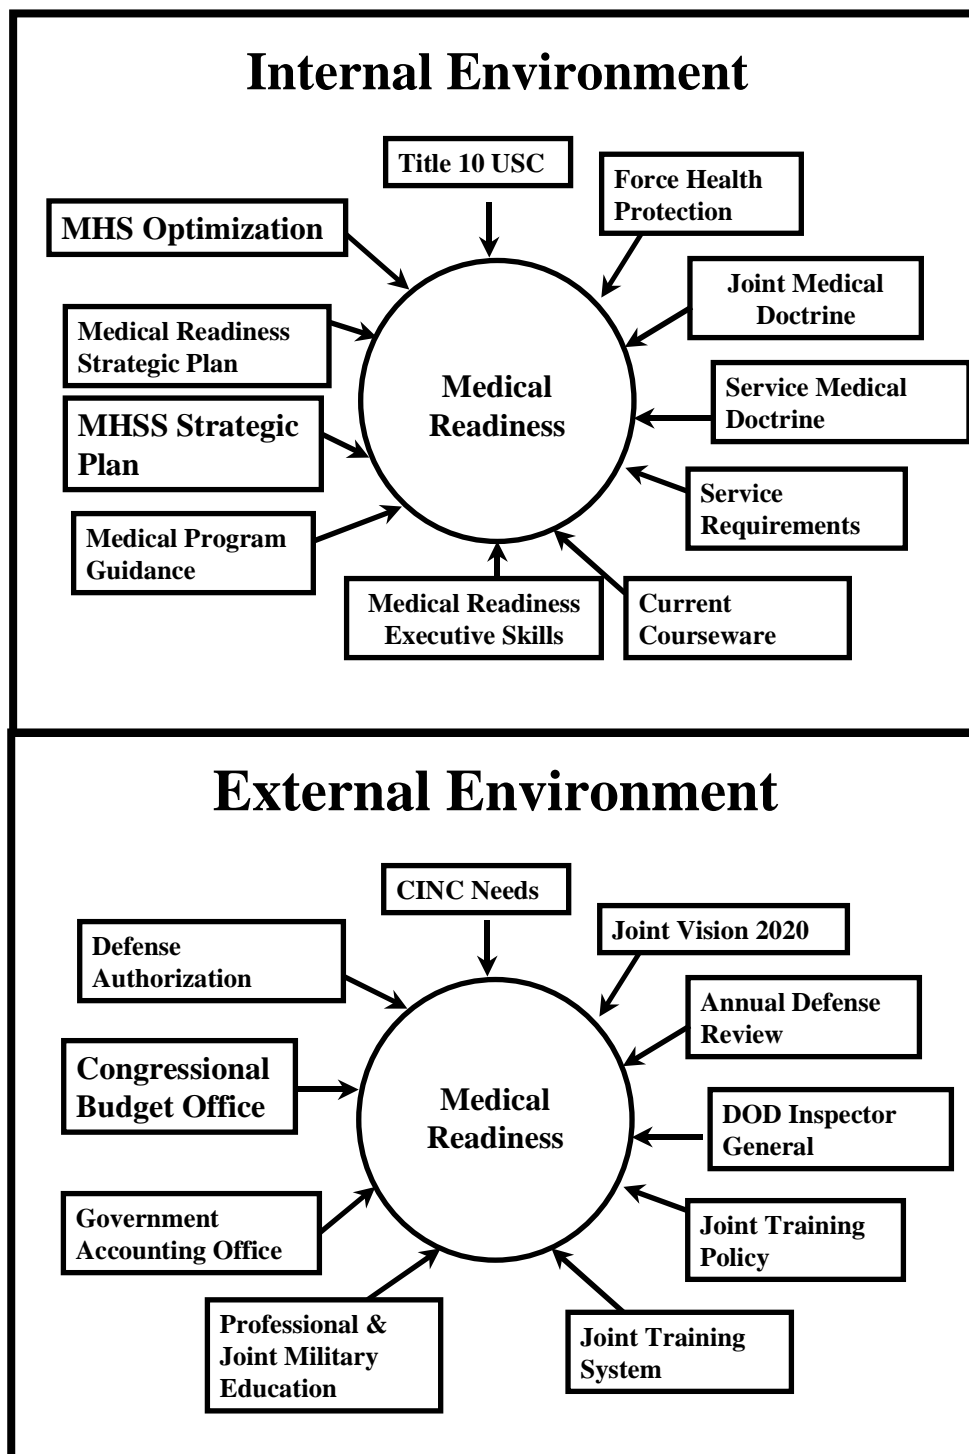 Internal Environment
Title 10 USC
Force Health
Protection
MHS Optimization
Joint Medical
Doctrine
Medical Readiness
Strategic Plan
Service Medical
Doctrine
Medical
Readiness
MHSS Strategic
Plan
Service
Requirements
Medical Program
Guidance
Medical Readiness
Executive Skills
Current
Courseware
External Environment
CINC Needs
Joint Vision 2020
Defense
Authorization
Annual Defense
Review
Congressional
Budget Office
Medical
Readiness
DOD Inspector
General
Government
Accounting Office
Joint Training
Policy
Professional &
Joint Military
Education
Joint Training
System